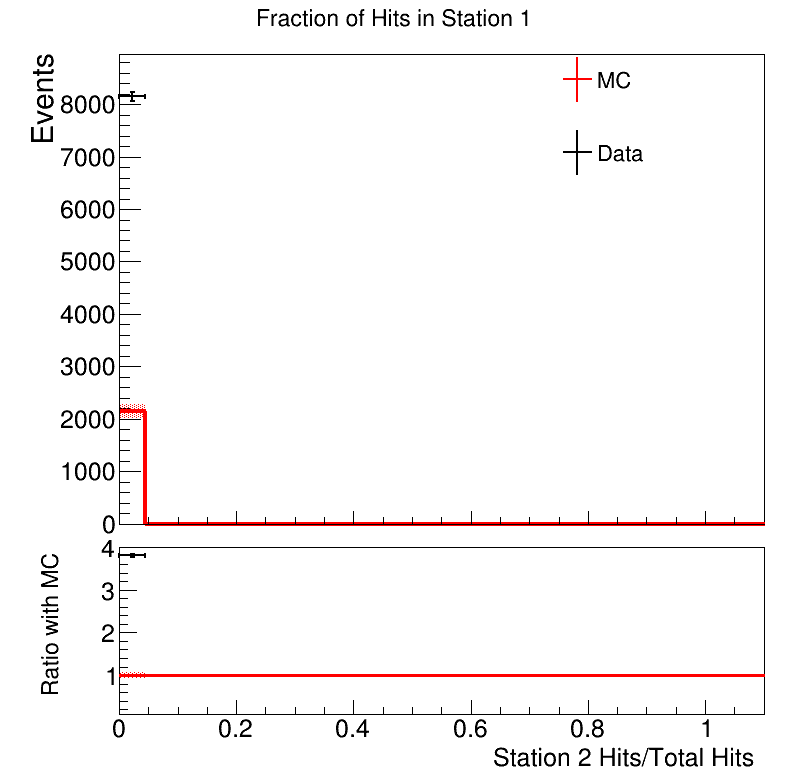 Fraction of Hits in Station 1
Events
8000
7000
6000
5000
4000
3000
2000
1000
0
MC
Data
Ratio with MC
4
3
2
1
0 0.2 0.4 0.6 0.8 1
Station 2 Hits/Total Hits